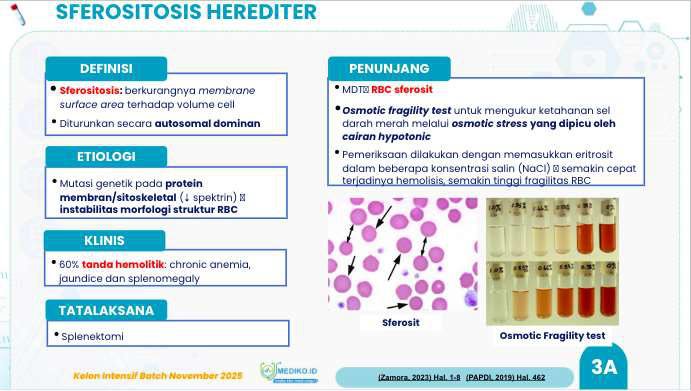 SFEROSITOSIS HEREDITER
DEFINISI
• Sferositosis: berkurangnya membrane
surface area terhadap volume cell
• Diturunkan secara autosomal dominan
ETIOLOGI
• Mutasi genetik pada protein
membran/sitoskeletal (↓ spektrin)
instabilitas morfologi struktur RBC
KLINIS
• 60% tanda hemolitik: chronic anemia,
jaundice dan splenomegaly
TATALAKSANA
• Splenektomi
PENUNJANG
• MDT RBC sferosit
• Osmotic fragility test untuk mengukur ketahanan sel
darah merah melalui osmotic stress yang dipicu oleh
cairan hypotonic
• Pemeriksaan dilakukan dengan memasukkan eritrosit
dalam beberapa konsentrasi salin (NaCl) semakin cepat
terjadinya hemolisis, semakin tinggi fragilitas RBC
Sferosit
Osmotic Fragility test
Kelon Intensif Batch November 2025
MEDIKO.ID
(Zamora, 2023) Hal. 1-8 (PAPDI, 2019) Hal. 462
3A